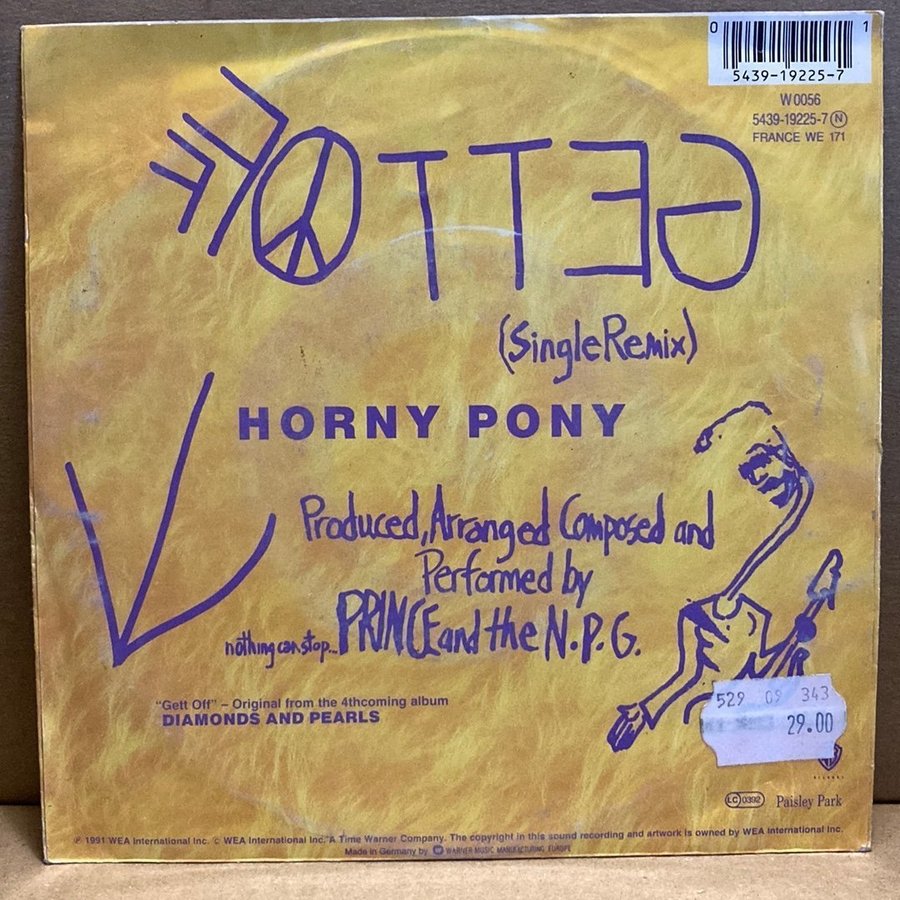 0 1
5439-19225-7
W 0056
5439-19225-7 Ⓝ
FRANCE WE 171
GETT OFF
(Single Remix)
HORNY PONY
Produced, Arranged Composed and
Performed by
nothing can stop... PRINCE and the N.P.G.
"Gett Off" – Original from the 4thcoming album
DIAMONDS AND PEARLS
529 09 343
29.00
RECORDS
LC 0392 Paisley Park
℗ 1991 WEA International Inc. © WEA International Inc. A Time Warner Company. The copyright in this sound recording and artwork is owned by WEA International Inc.
Made in Germany by WARNER MUSIC MANUFACTURING EUROPE